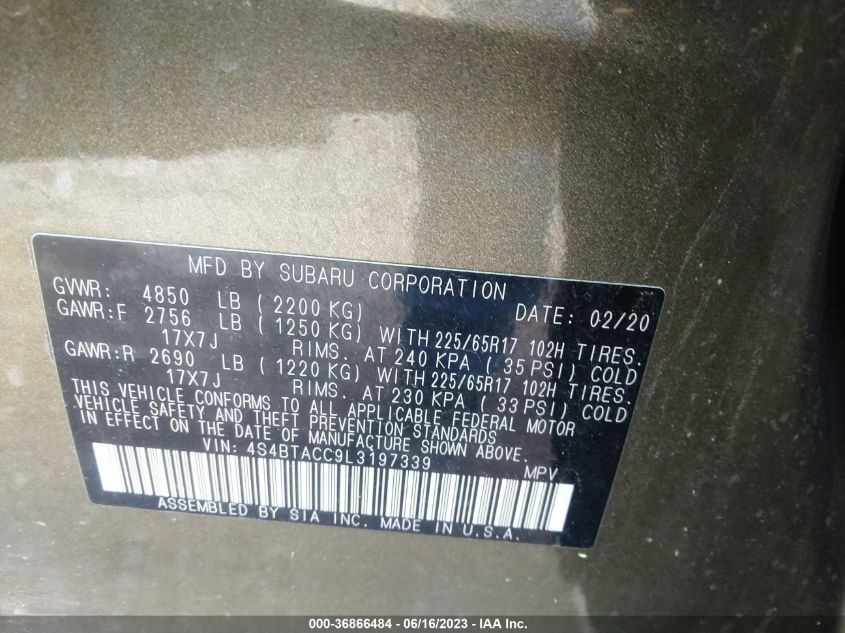 MFD BY SUBARU CORPORATION
GVWR: 4850 LB ( 2200 KG) DATE: 02/20
GAWR:F 2756 LB ( 1250 KG) WITH 225/65R17 102H TIRES.
17X7J RIMS. AT 240 KPA ( 35 PSI) COLD
GAWR:R 2690 LB ( 1220 KG) WITH 225/65R17 102H TIRES.
17X7J RIMS. AT 230 KPA ( 33 PSI) COLD
THIS VEHICLE CONFORMS TO ALL APPLICABLE FEDERAL MOTOR
VEHICLE SAFETY AND THEFT PREVENTION STANDARDS
IN EFFECT ON THE DATE OF MANUFACTURE SHOWN ABOVE.
VIN: 4S4BTACC9L3197339 MPV
ASSEMBLED BY SIA INC. MADE IN U.S.A.
000-36866484 - 06/16/2023 - IAA Inc.